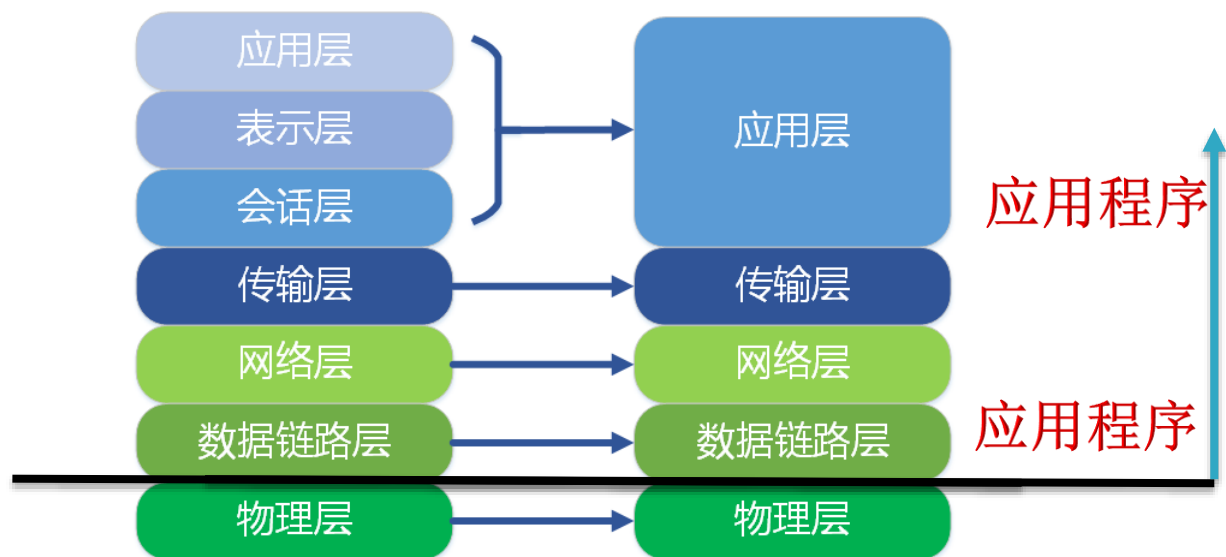 应用层
表示层
会话层
传输层
网络层
数据链路层
物理层
应用层
传输层
网络层
数据链路层
物理层
应用程序
应用程序